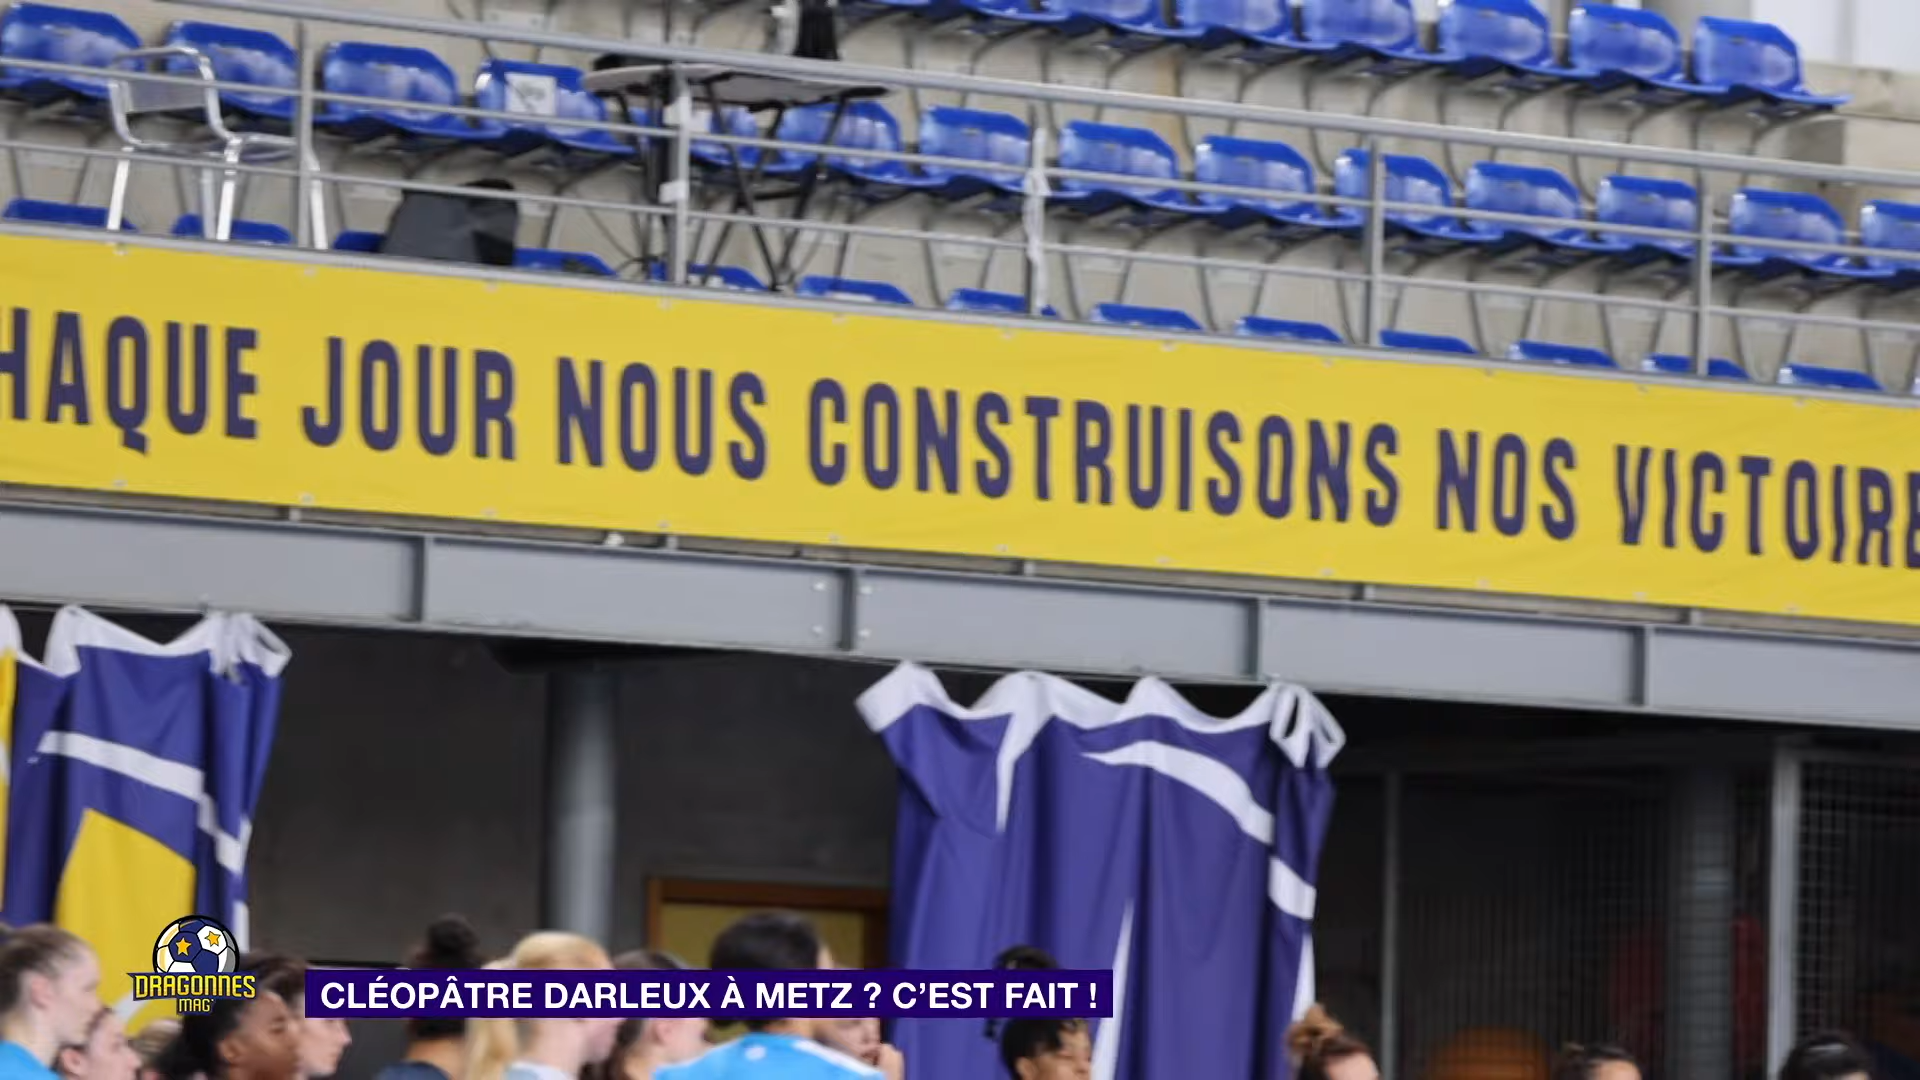 HAQUE JOUR NOUS CONSTRUISONS NOS VICTOIRE
DRAGONNES
MAG'
CLÉOPÂTRE DARLEUX À METZ ? C'EST FAIT !